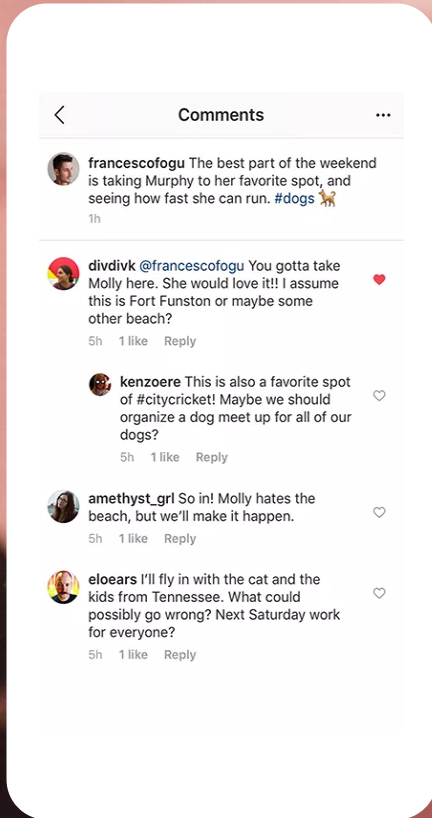 Comments
francescofogu The best part of the weekend
is taking Murphy to her favorite spot, and
seeing how fast she can run. #dogs 🐕
1h
divdivk @francescofogu You gotta take
Molly here. She would love it!! I assume
this is Fort Funston or maybe some
other beach?
5h 1 like Reply
kenzoere This is also a favorite spot
of #citycricket! Maybe we should
organize a dog meet up for all of our
dogs?
5h 1 like Reply
amethyst_grl So in! Molly hates the
beach, but we’ll make it happen.
5h 1 like Reply
eloears I’ll fly in with the cat and the
kids from Tennessee. What could
possibly go wrong? Next Saturday work
for everyone?
5h 1 like Reply